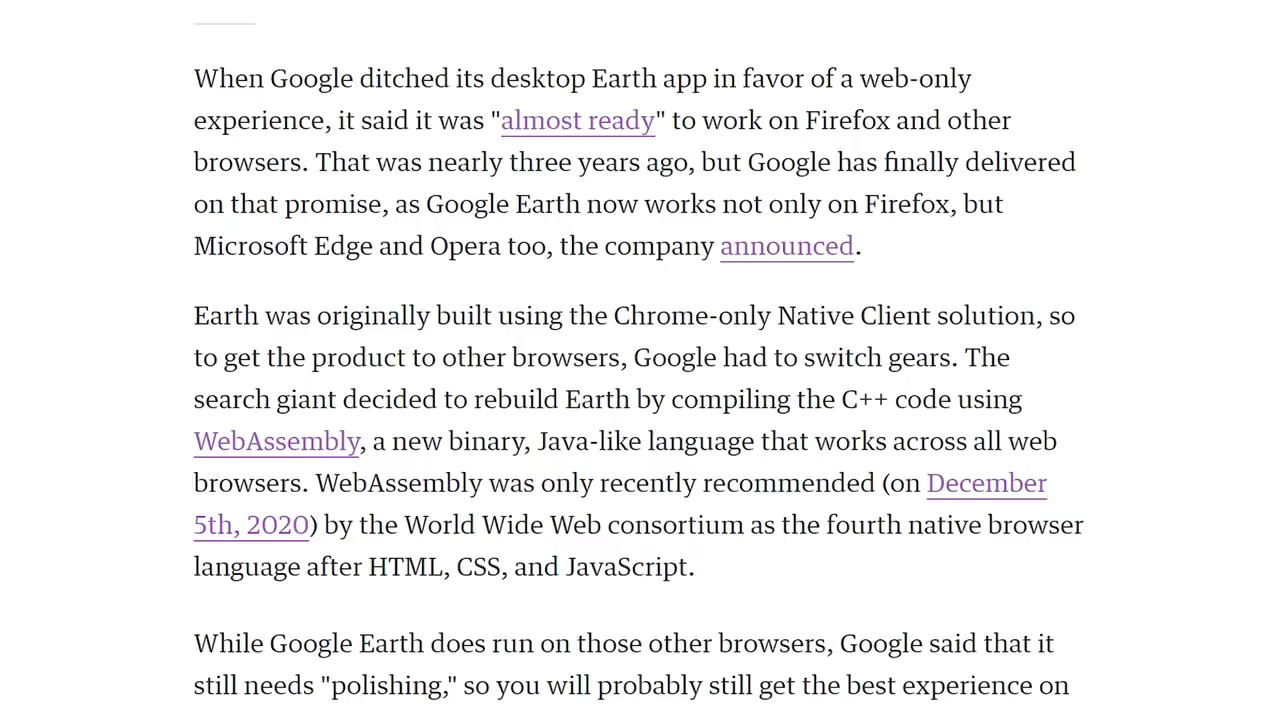 When Google ditched its desktop Earth app in favor of a web-only
experience, it said it was "almost ready" to work on Firefox and other
browsers. That was nearly three years ago, but Google has finally delivered
on that promise, as Google Earth now works not only on Firefox, but
Microsoft Edge and Opera too, the company announced.
Earth was originally built using the Chrome-only Native Client solution, so
to get the product to other browsers, Google had to switch gears. The
search giant decided to rebuild Earth by compiling the C++ code using
WebAssembly, a new binary, Java-like language that works across all web
browsers. WebAssembly was only recently recommended (on December
5th, 2020) by the World Wide Web consortium as the fourth native browser
language after HTML, CSS, and JavaScript.
While Google Earth does run on those other browsers, Google said that it
still needs "polishing," so you will probably still get the best experience on